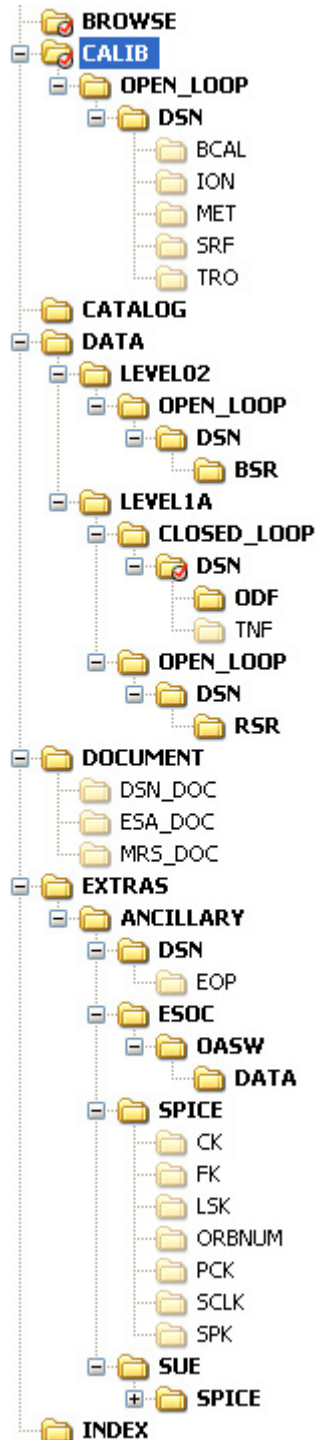 BROWSE
CALIB
OPEN_LOOP
DSN
BCAL
ION
MET
SRF
TRO
CATALOG
DATA
LEVEL02
OPEN_LOOP
DSN
BSR
LEVEL1A
CLOSED_LOOP
DSN
ODF
TNF
OPEN_LOOP
DSN
RSR
DOCUMENT
DSN_DOC
ESA_DOC
MRS_DOC
EXTRAS
ANCILLARY
DSN
EOP
ESOC
OASW
DATA
SPICE
CK
FK
LSK
ORBNUM
PCK
SCLK
SPK
SUE
SPICE
INDEX